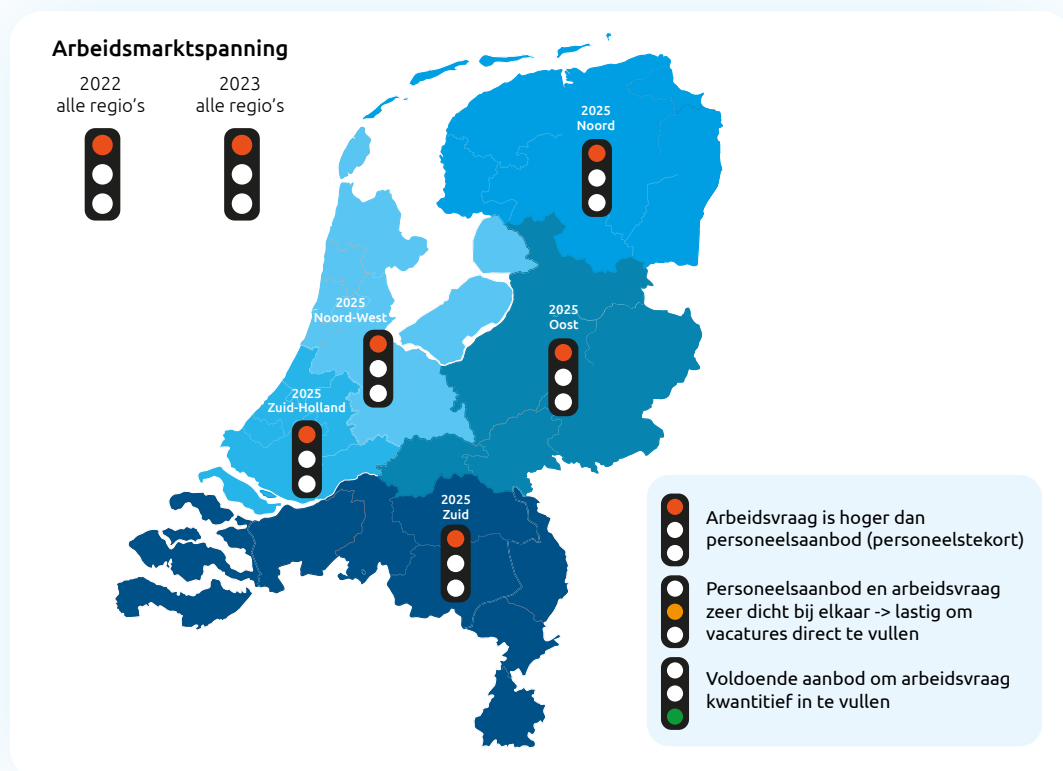 Arbeidsmarktspanning
2022
alle regio's
2023
alle regio's
2025
Noord
2025
Noord-West
2025
Oost
2025
Zuid-Holland
2025
Zuid
Arbeidsvraag is hoger dan
personeelsaanbod (personeelstekort)
Personeelsaanbod en arbeidsvraag
zeer dicht bij elkaar -> lastig om
vacatures direct te vullen
Voldoende aanbod om arbeidsvraag
kwantitief in te vullen